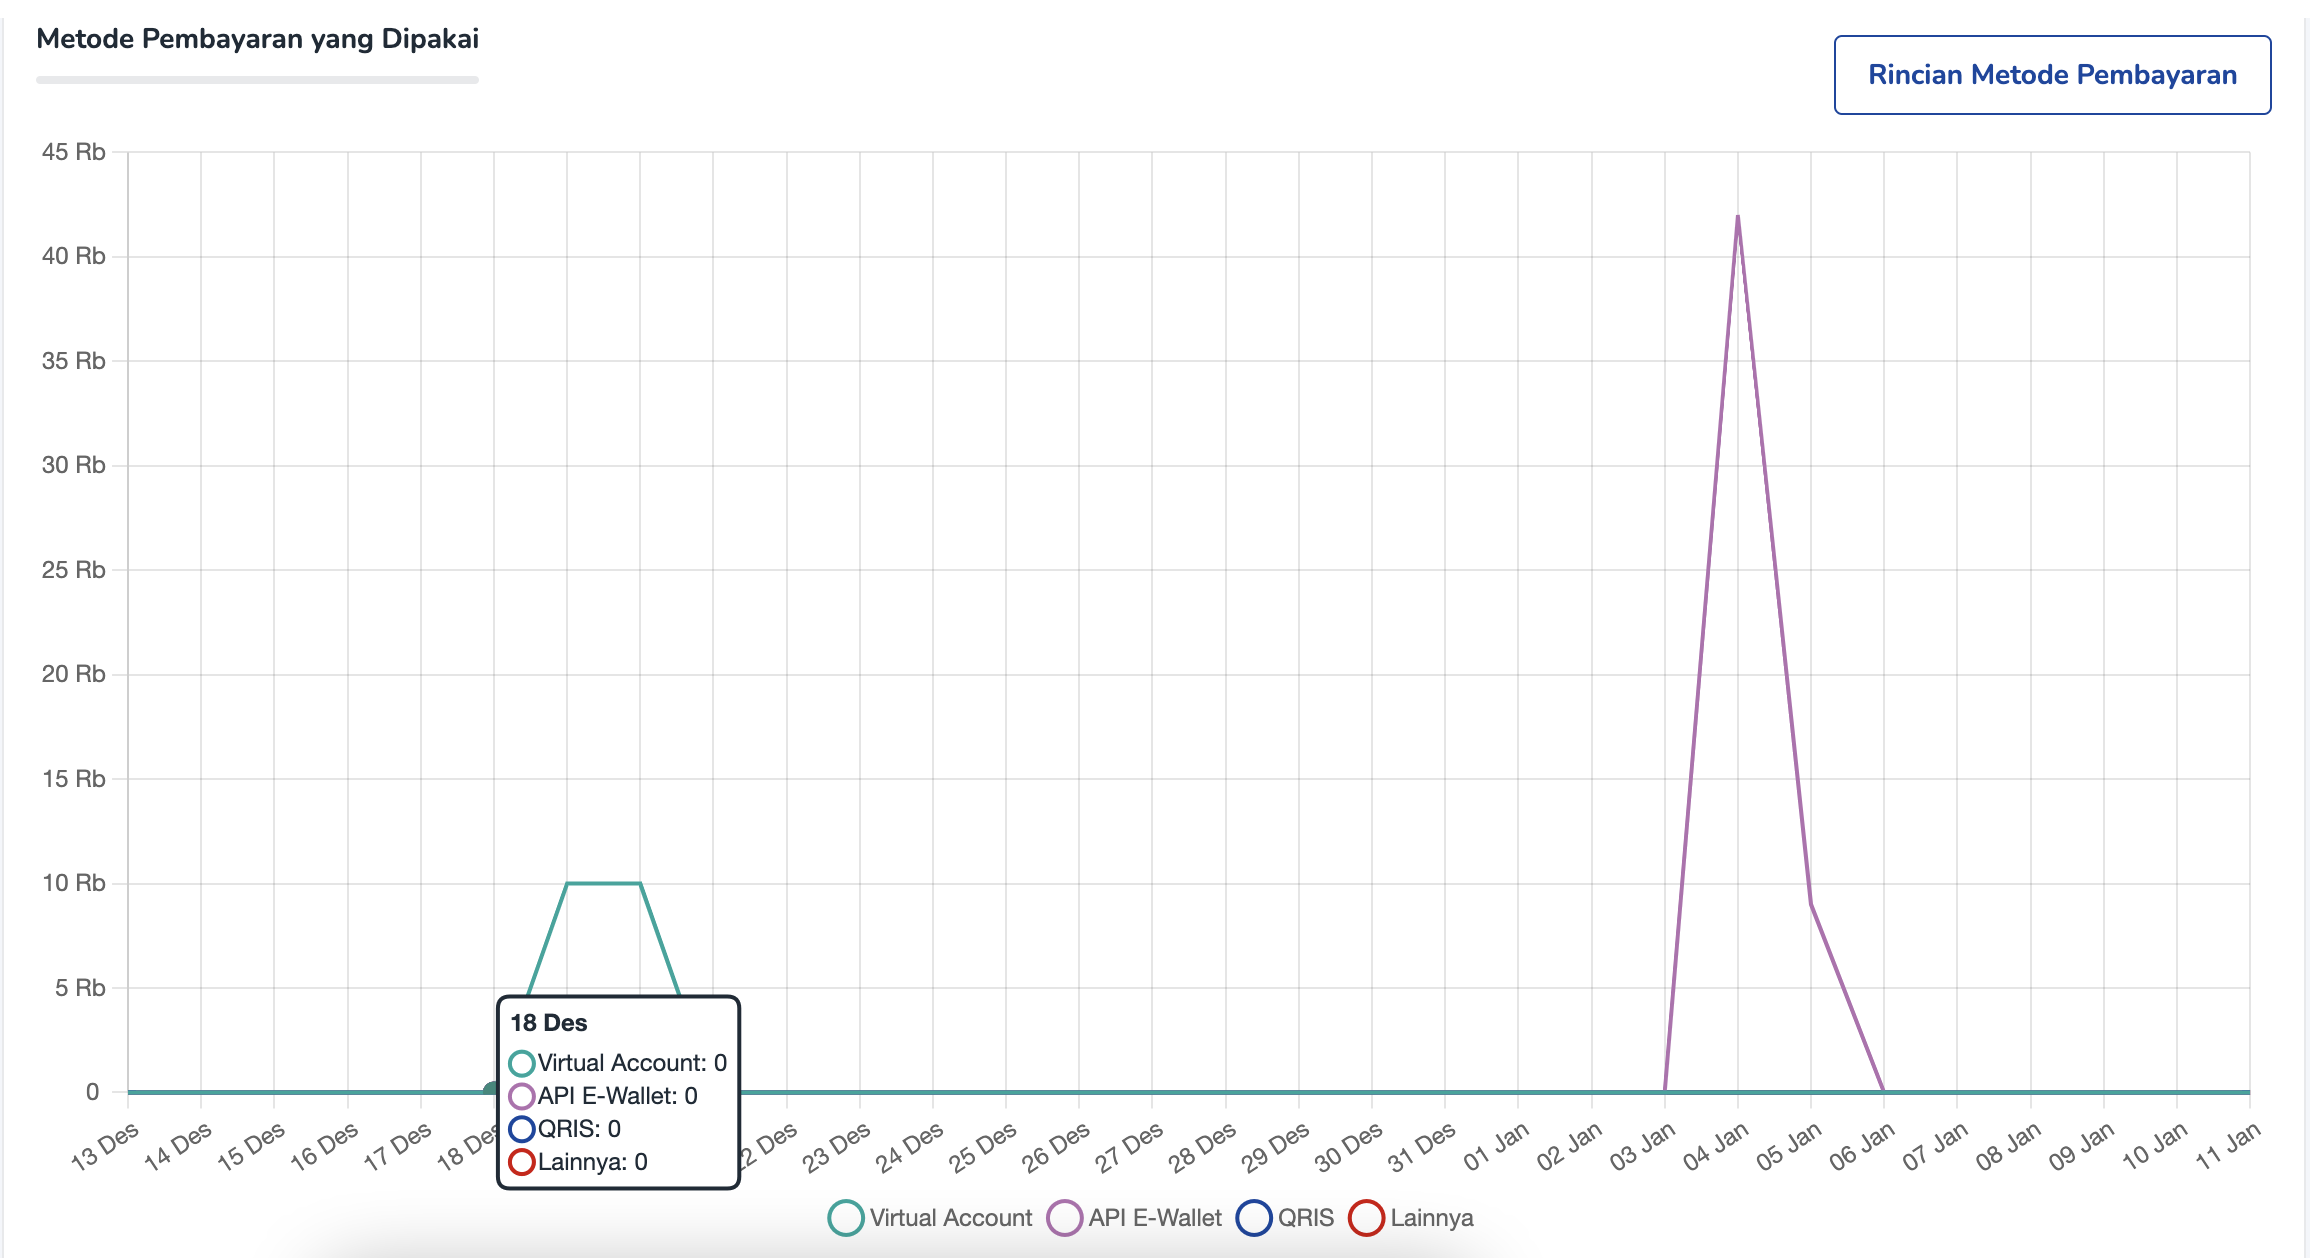 Metode Pembayaran yang Dipakai
Rincian Metode Pembayaran
45 Rb
40 Rb
35 Rb
30 Rb
25 Rb
20 Rb
15 Rb
10 Rb
5 Rb
0
18 Des
Virtual Account: 0
API E-Wallet: 0
QRIS: 0
Lainnya: 0
13 Des 14 Des 15 Des 16 Des 17 Des 18 Des 22 Des 23 Des 24 Des 25 Des 26 Des 27 Des 28 Des 29 Des 30 Des 31 Des 01 Jan 02 Jan 03 Jan 04 Jan 05 Jan 06 Jan 07 Jan 08 Jan 09 Jan 10 Jan 11 Jan
Virtual Account API E-Wallet QRIS Lainnya